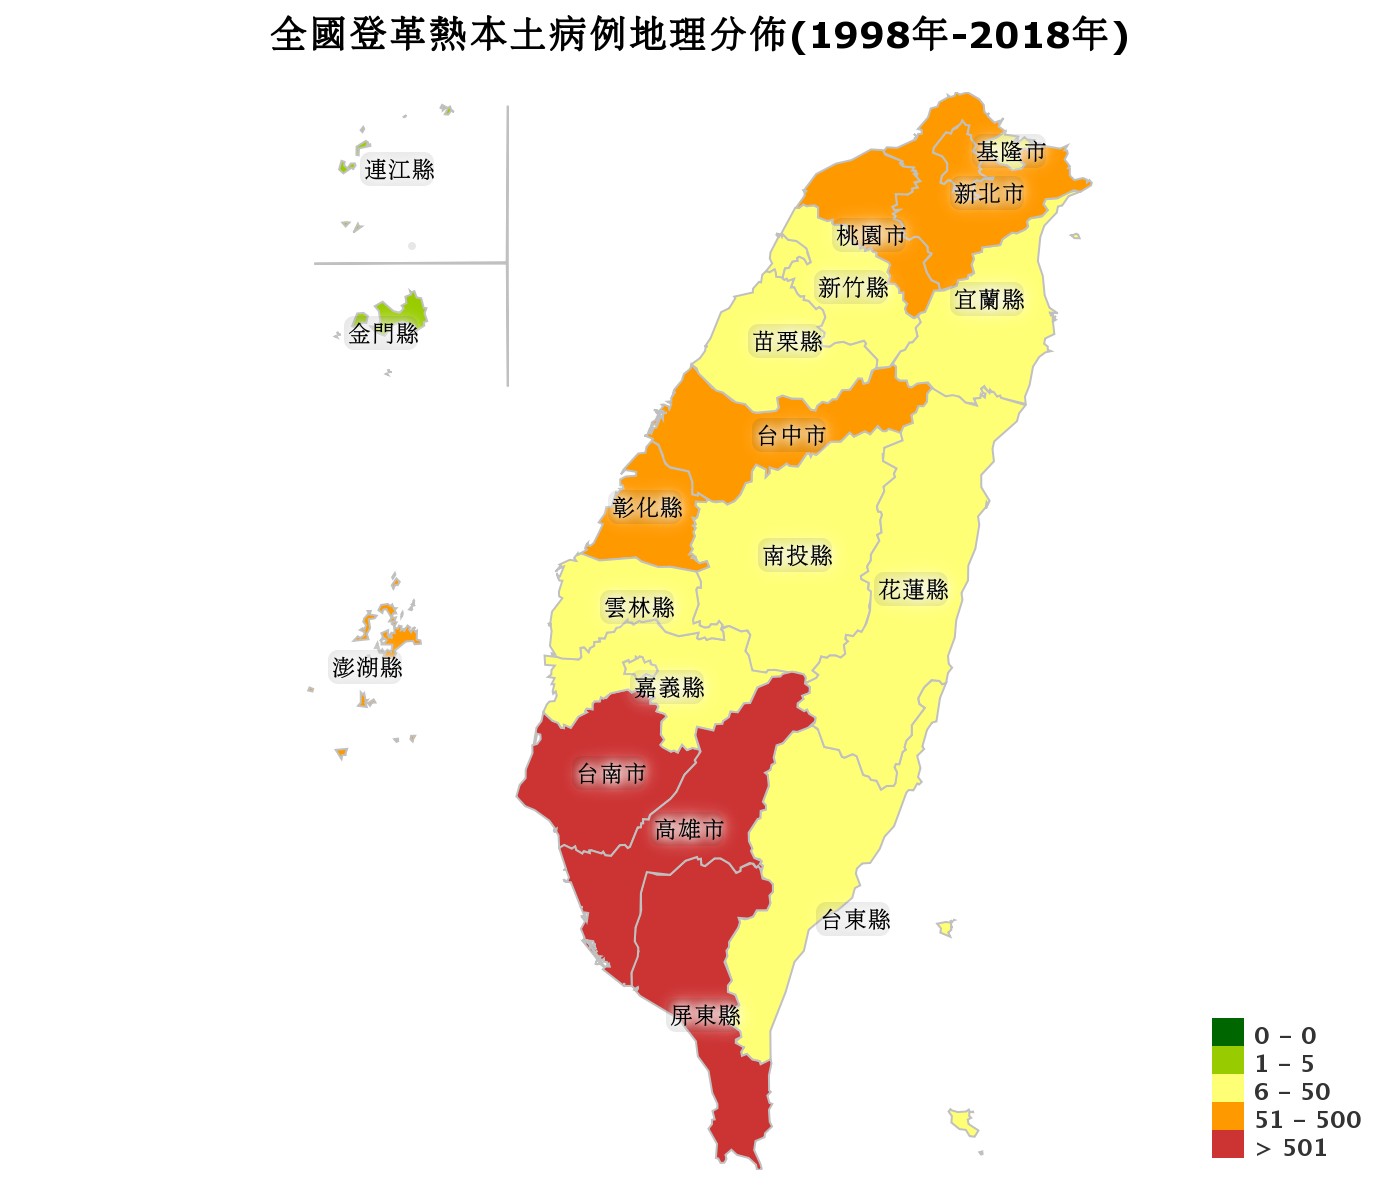 全國登革熱本土病例地理分佈(1998年-2018年)
連江縣
金門縣
澎湖縣
基隆市
新北市
桃園市
新竹縣
宜蘭縣
苗栗縣
台中市
彰化縣
南投縣
花蓮縣
雲林縣
嘉義縣
台南市
高雄市
台東縣
屏東縣
0 – 0
1 – 5
6 – 50
51 – 500
> 501